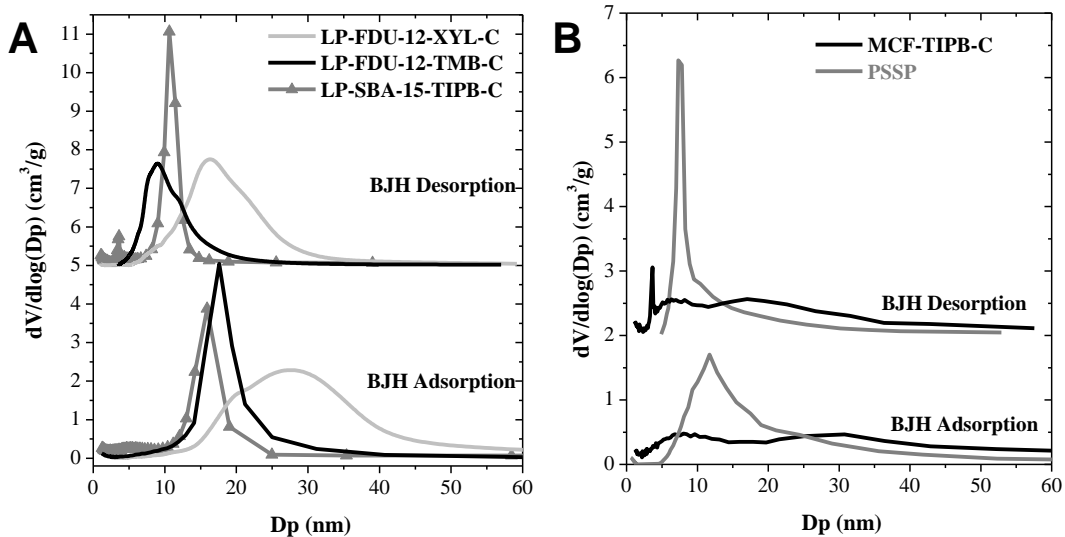 A
LP-FDU-12-XYL-C
LP-FDU-12-TMB-C
LP-SBA-15-TIPB-C
BJH Desorption
BJH Adsorption
dV/dlog(Dp) (cm³/g)
11
10
9
8
7
6
5
4
3
2
1
0
0 10 20 30 40 50 60
Dp (nm)
B
MCF-TIPB-C
PSSP
BJH Desorption
BJH Adsorption
dV/dlog(Dp) (cm³/g)
7
6
5
4
3
2
1
0
0 10 20 30 40 50 60
Dp (nm)